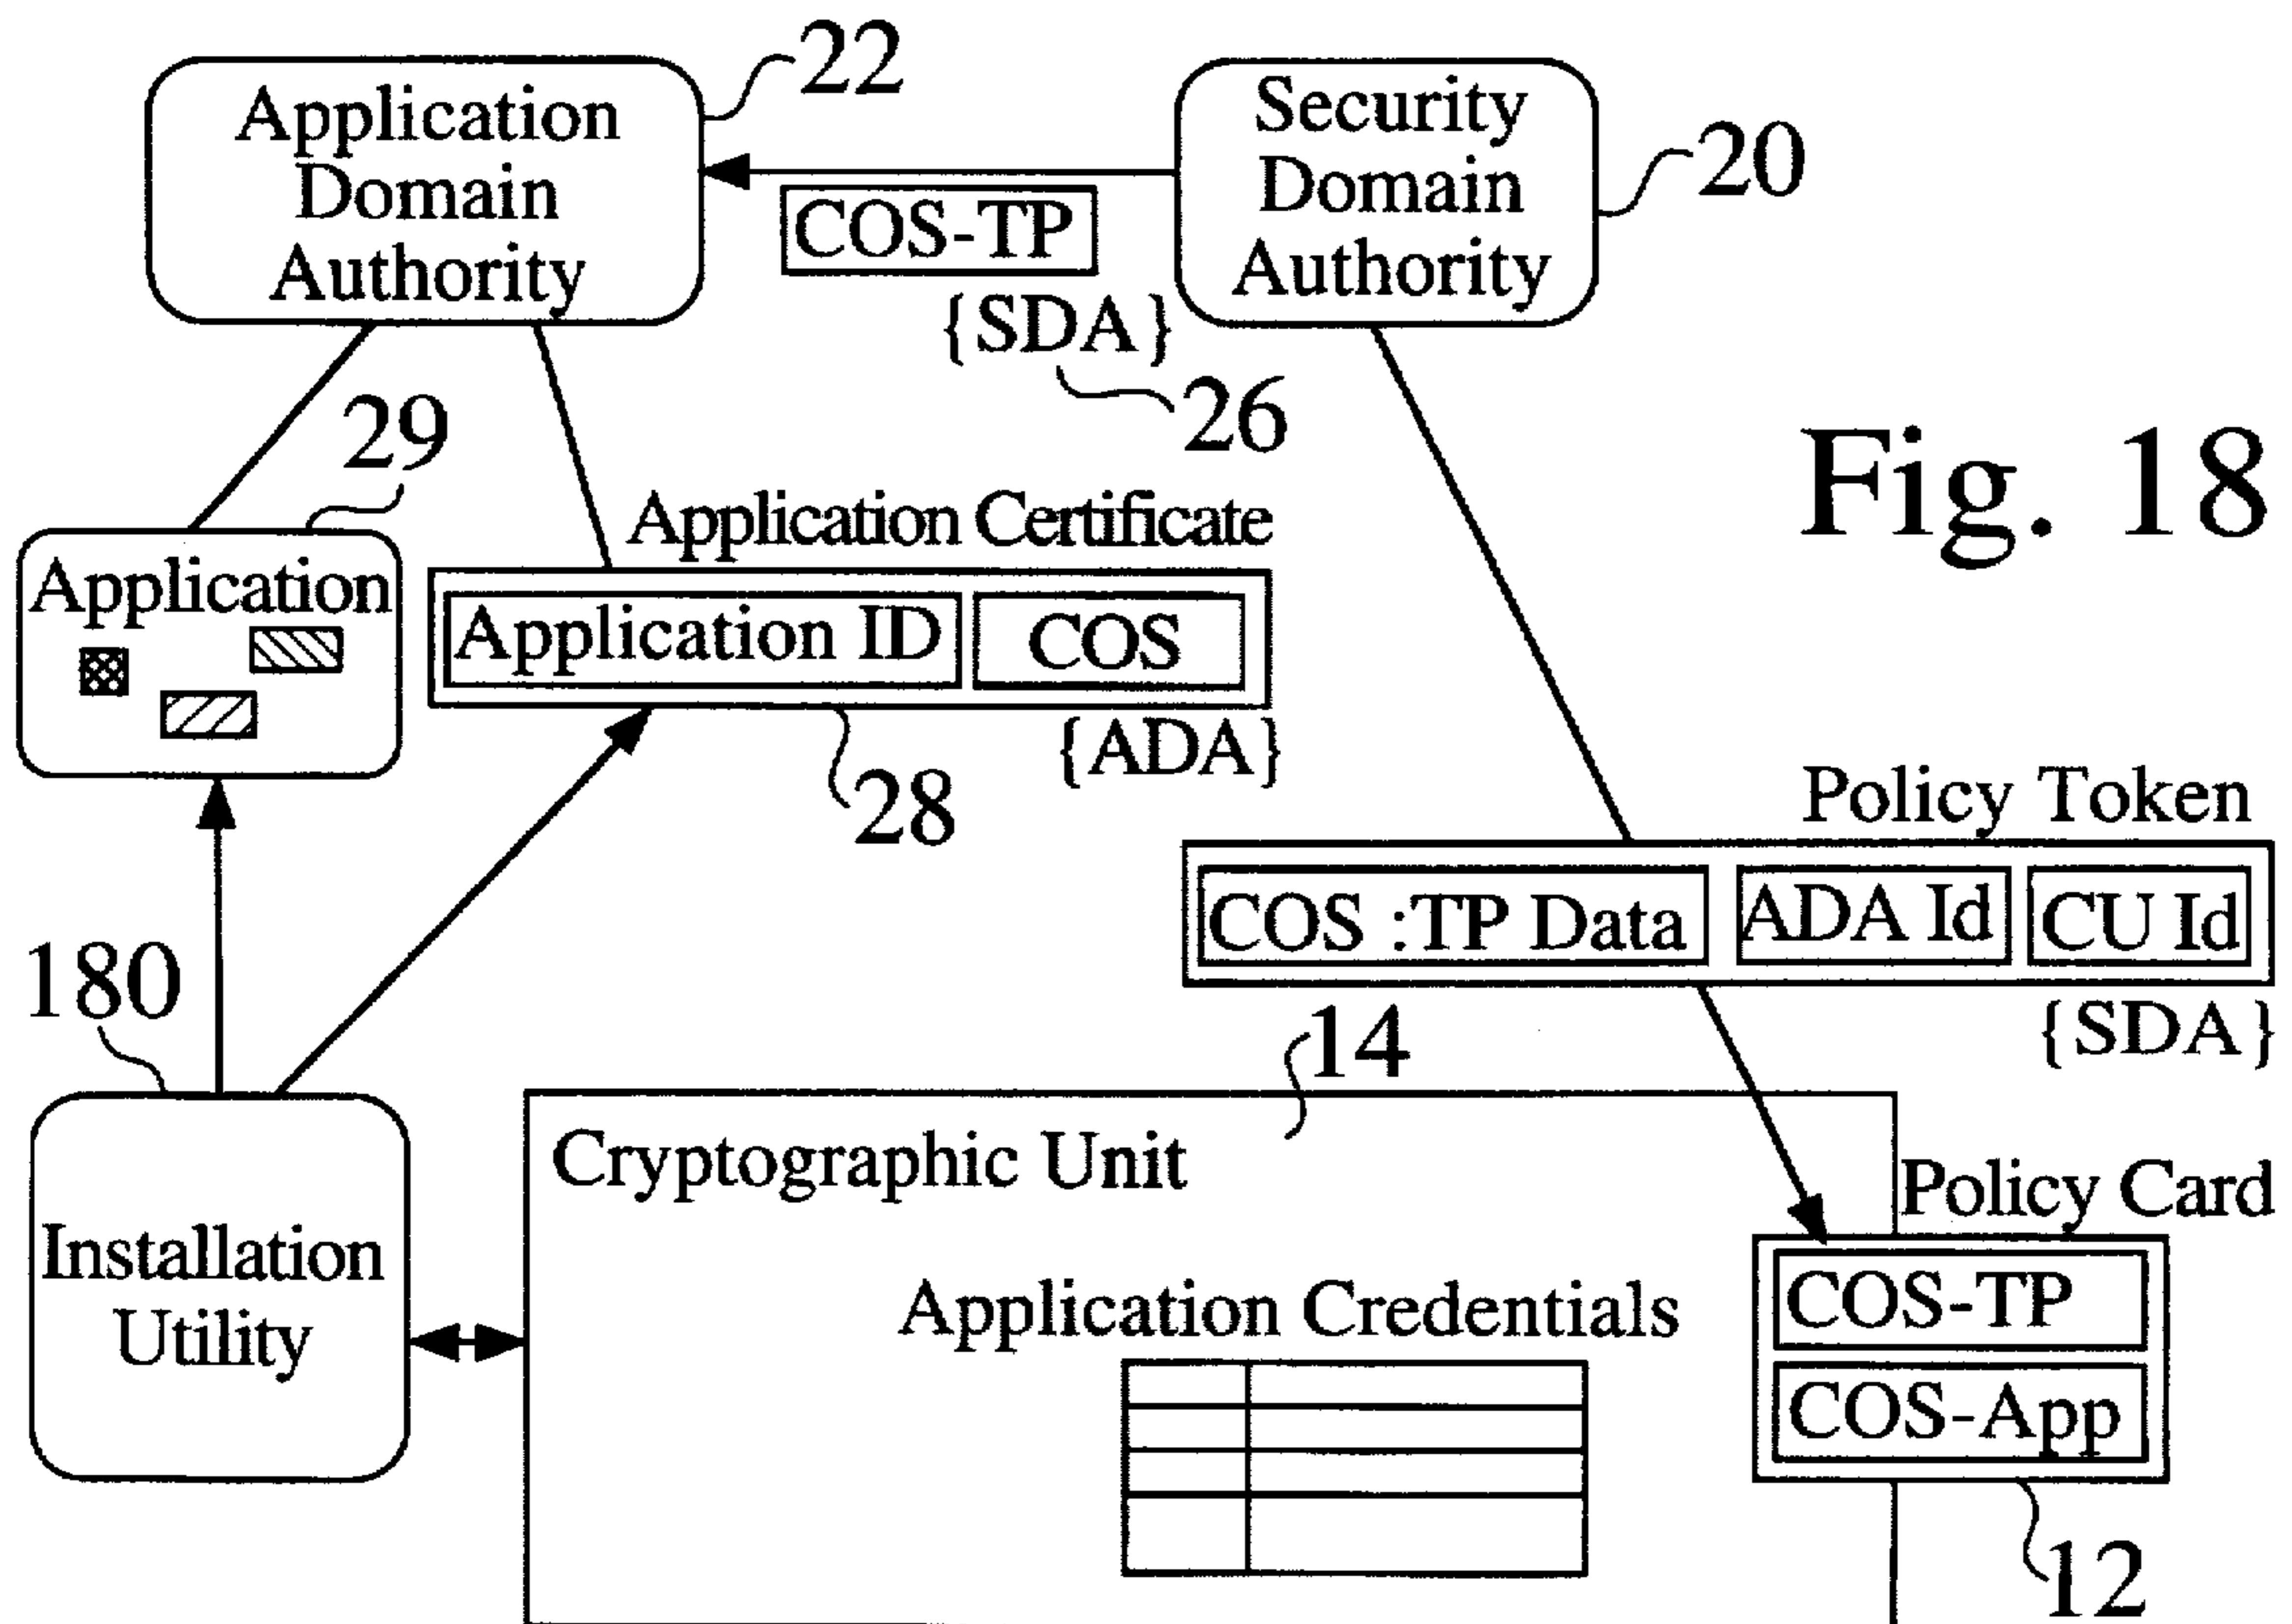 22
Application
Domain
Authority
Security
Domain
Authority
20
COS-TP
{SDA}
26
Fig. 18
29
Application
Application Certificate
Application ID
COS
{ADA}
28
Policy Token
COS :TP Data
ADA Id
CU Id
{SDA}
180
14
Installation
Utility
Cryptographic Unit
Application Credentials
Policy Card
COS-TP
COS-App
12